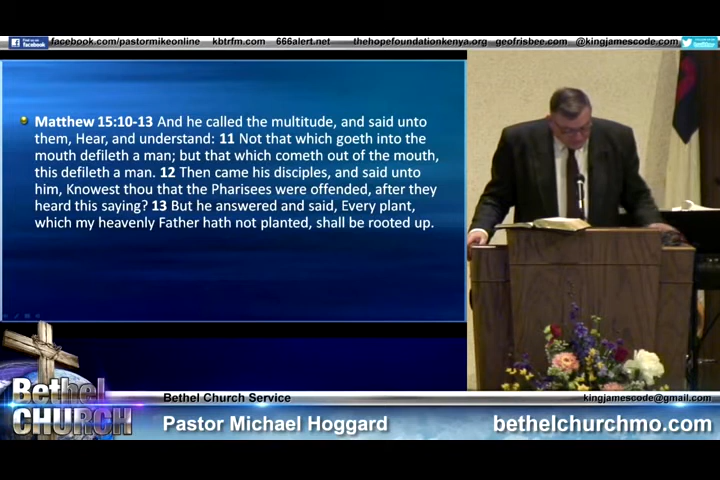 Find us on facebook
facebook.com/pastormikeonline kbtrfm.com 666alert.net thehopefoundationkenya.org geofrisbee.com @kingjamescode.com
Matthew 15:10-13 And he called the multitude, and said unto
them, Hear, and understand: 11 Not that which goeth into the
mouth defileth a man; but that which cometh out of the mouth,
this defileth a man. 12 Then came his disciples, and said unto
him, Knowest thou that the Pharisees were offended, after they
heard this saying? 13 But he answered and said, Every plant,
which my heavenly Father hath not planted, shall be rooted up.
Bethel
CHURCH
Bethel Church Service kingjamescode@gmail.com
Pastor Michael Hoggard bethelchurchmo.com